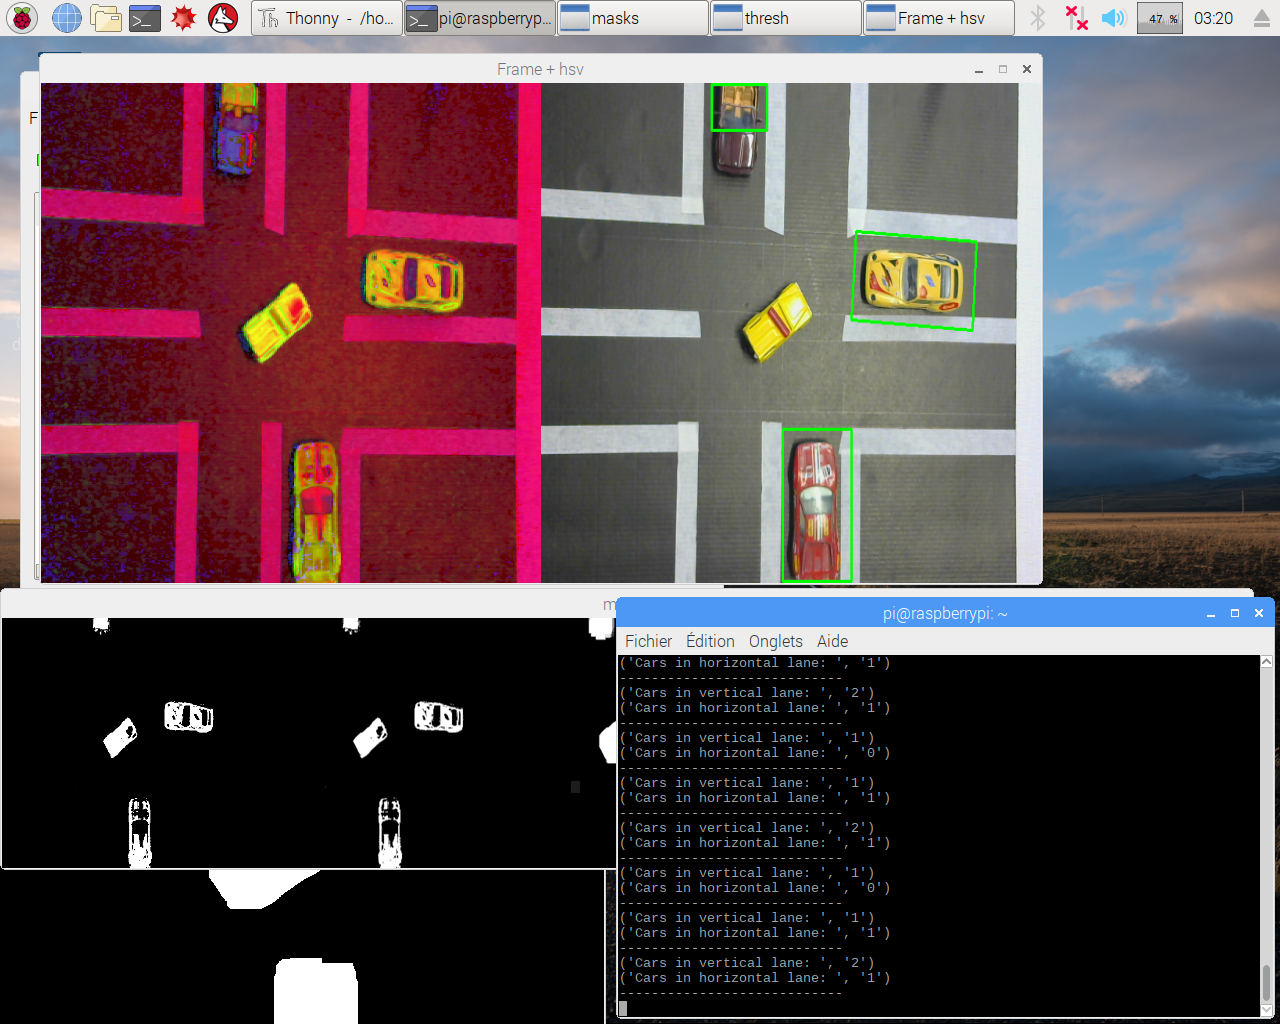 Thonny - /ho...
pi@raspberryp...
masks
thresh
Frame + hsv
47 %
03:20
Frame + hsv
F
m
pi@raspberrypi: ~
Fichier Édition Onglets Aide
('Cars in horizontal lane: ', '1')
----------------------------
('Cars in vertical lane: ', '2')
('Cars in horizontal lane: ', '1')
----------------------------
('Cars in vertical lane: ', '1')
('Cars in horizontal lane: ', '0')
----------------------------
('Cars in vertical lane: ', '1')
('Cars in horizontal lane: ', '1')
----------------------------
('Cars in vertical lane: ', '2')
('Cars in horizontal lane: ', '1')
----------------------------
('Cars in vertical lane: ', '1')
('Cars in horizontal lane: ', '0')
----------------------------
('Cars in vertical lane: ', '1')
('Cars in horizontal lane: ', '1')
----------------------------
('Cars in vertical lane: ', '2')
('Cars in horizontal lane: ', '1')
----------------------------